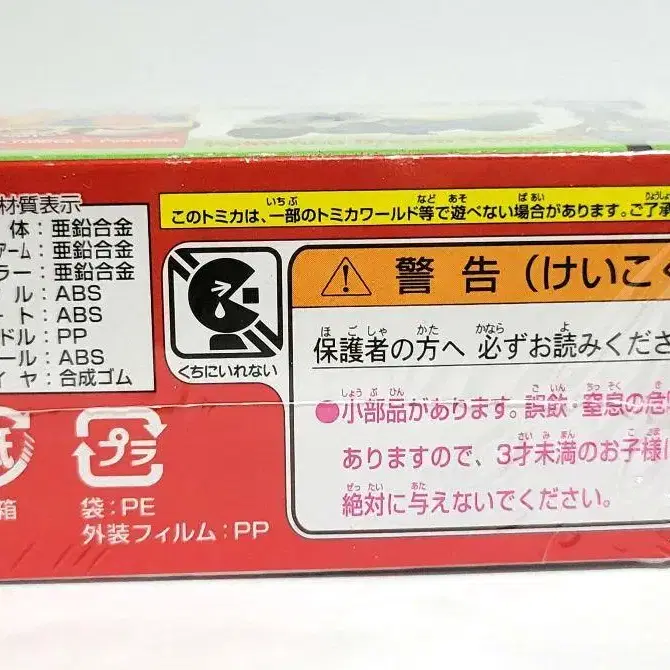 材質表示
体：亜鉛合金
アーム：亜鉛合金
ラー：亜鉛合金
ル：ABS
ート：ABS
ドル：PP
ール：ABS
イヤ：合成ゴム
このトミカは、一部のトミカワールド等で遊べない場合があります。ご了承
くちにいれない
警告（けいこく
保護者の方へ 必ずお読みくださ
●小部品があります。誤飲・窒息の危険
ありますので、3才未満のお子様に
絶対に与えないでください。
紙
箱
プラ
袋：PE
外装フィルム：PP